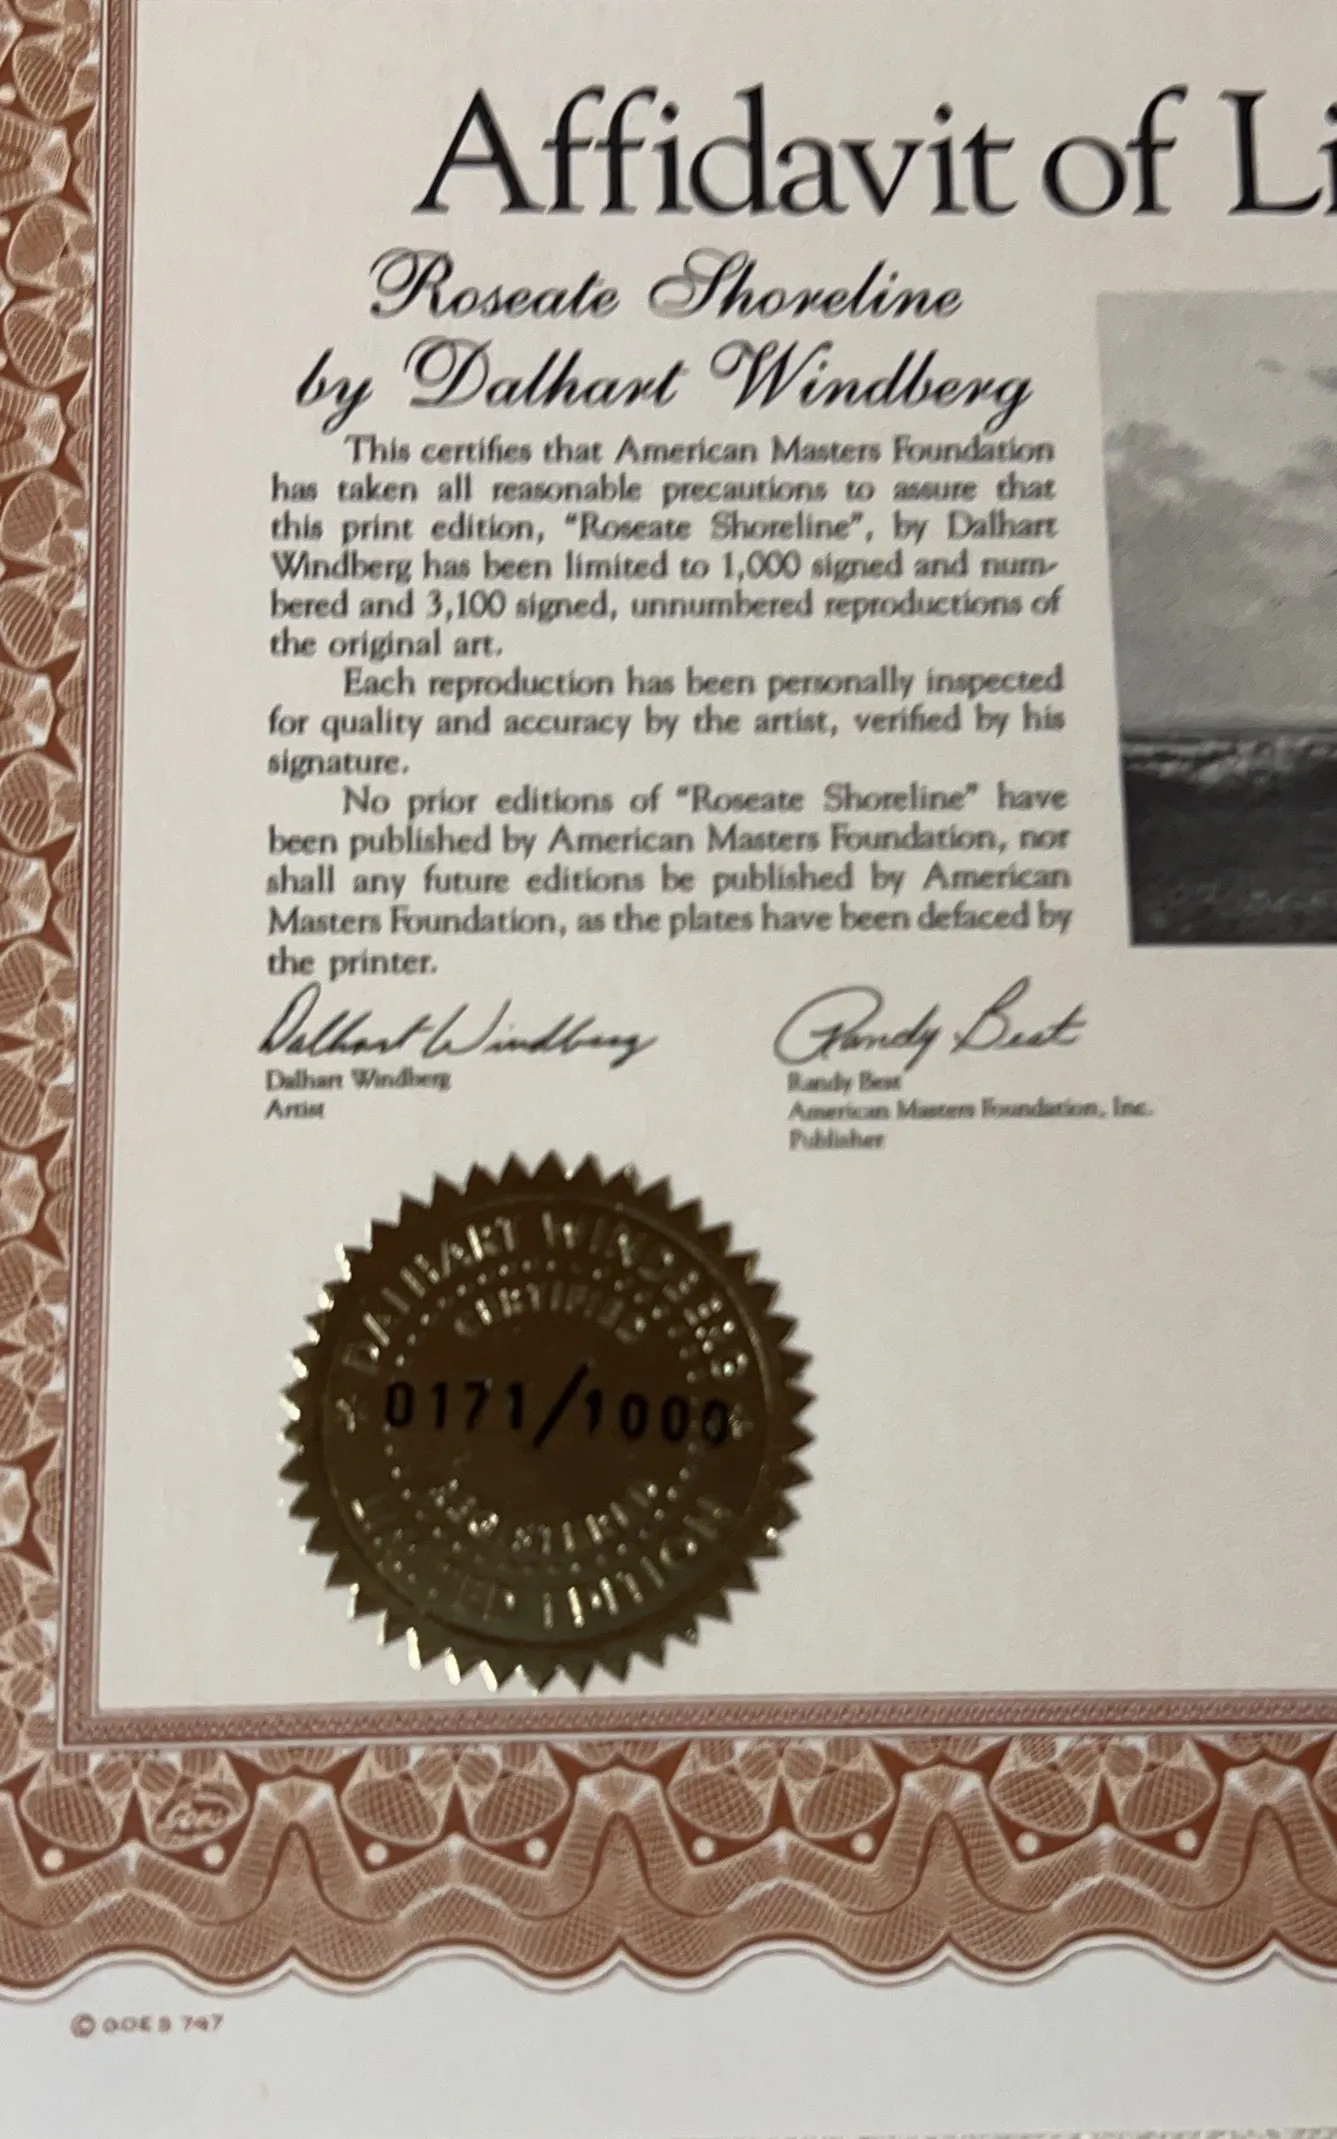 Affidavit of Li
Roseate Shoreline
by Dalhart Windberg
This certifies that American Masters Foundation
has taken all reasonable precautions to assure that
this print edition, “Roseate Shoreline”, by Dalhart
Windberg has been limited to 1,000 signed and num-
bered and 3,100 signed, unnumbered reproductions of
the original art.
Each reproduction has been personally inspected
for quality and accuracy by the artist, verified by his
signature.
No prior editions of “Roseate Shoreline” have
been published by American Masters Foundation, nor
shall any future editions be published by American
Masters Foundation, as the plates have been defaced by
the printer.
Dalhart Windberg
Randy Best
Dalhart Windberg
Artist
Randy Best
American Masters Foundation, Inc.
Publisher
DALHART WINDBERG
CERTIFIED
0171/1000
REGISTERED
LIMITED EDITION
GOES
© GOES 747